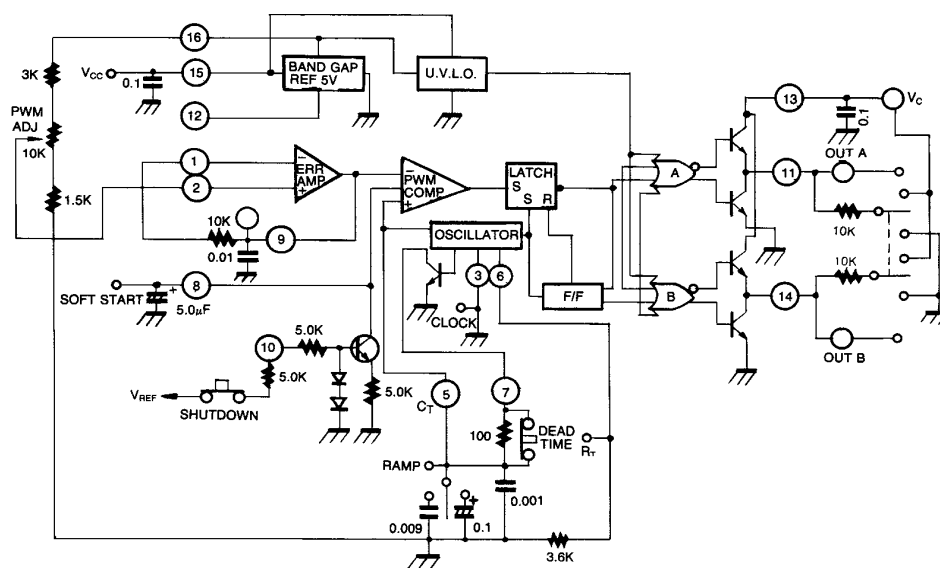 16
BAND GAP
REF 5V
U.V.L.O.
3K
VCC
15
0.1
12
13
VC
0.1
OUT A
PWM
ADJ
10K
1
2
−
ERR
AMP
+
−
PWM
COMP
+
LATCH
S
S R
A
11
1.5K
10K
0.01
9
OSCILLATOR
3
6
F/F
10K
10K
B
14
SOFT START
+
5.0μF
8
CLOCK
OUT B
10
5.0K
5.0K
5.0K
VREF
SHUTDOWN
5
CT
7
100
DEAD
TIME
RT
RAMP
0.009
+
0.1
0.001
3.6K